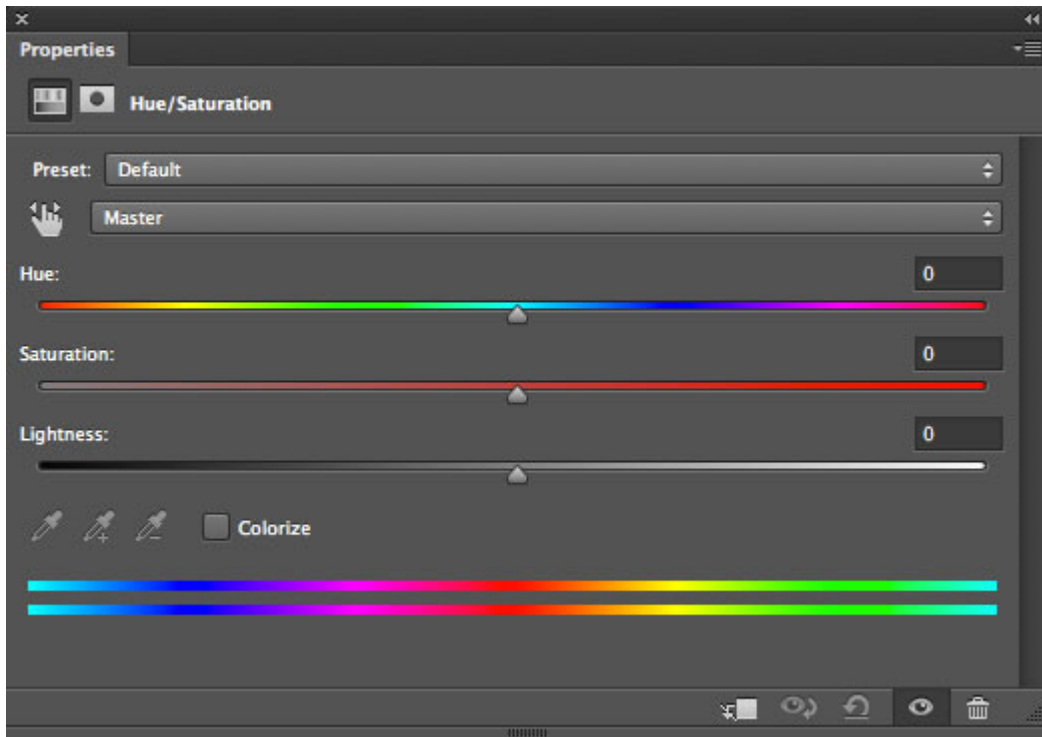 Properties
Hue/Saturation
Preset: Default
Master
Hue: 0
Saturation: 0
Lightness: 0
Colorize